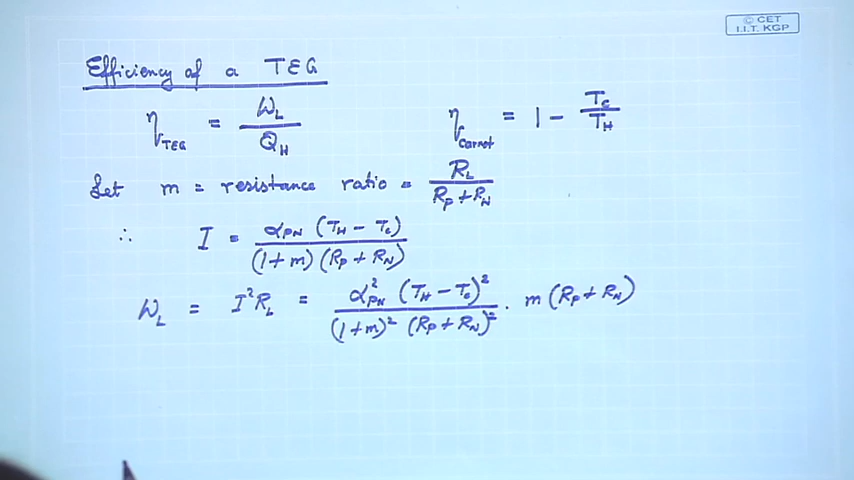 © CET
I.I.T. KGP
Efficiency of a TEG
η_TEG = W_L / Q_H    η_Carnot = 1 - T_c / T_H
Let m = resistance ratio = R_L / (R_P + R_N)
∴ I = α_PN (T_H - T_c) / (1+m) (R_P + R_N)
W_L = I²R_L = α²_PN (T_H - T_c)² / (1+m)² (R_P + R_N)² . m (R_P + R_N)